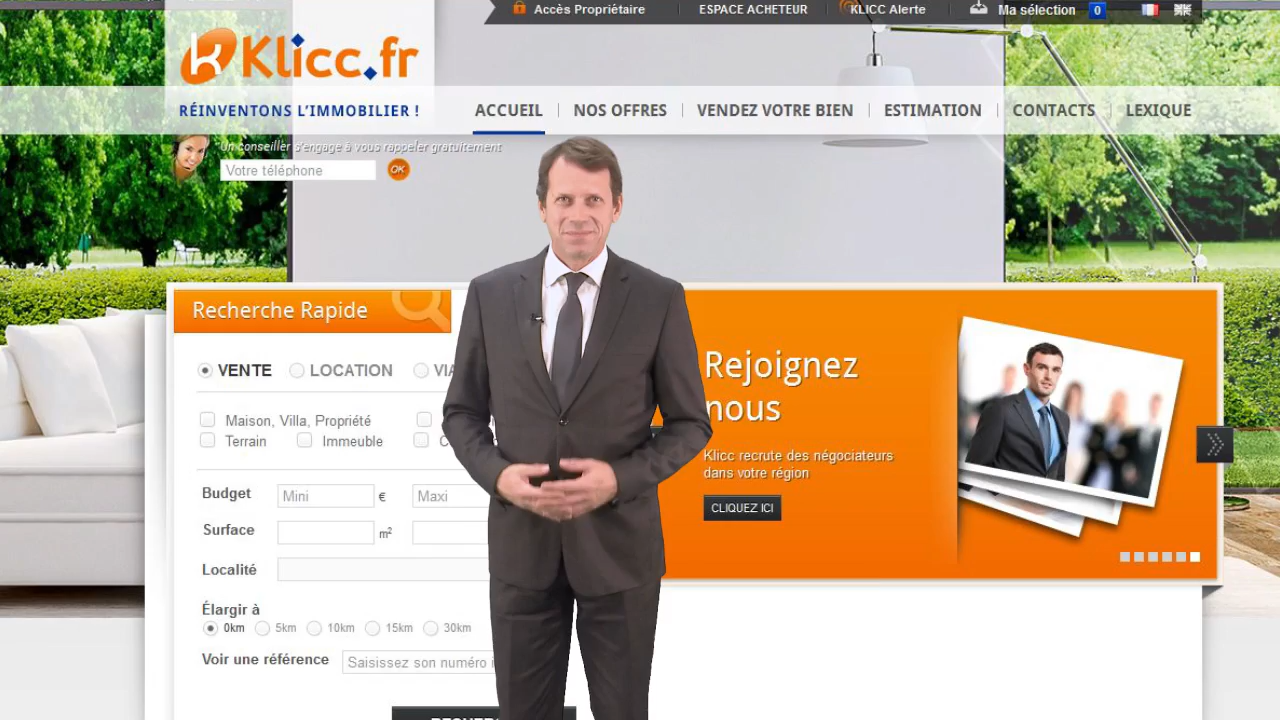 Accès Propriétaire
ESPACE ACHETEUR
KLICC Alerte
Ma sélection 0
Klicc.fr
RÉINVENTONS L'IMMOBILIER !
ACCUEIL
NOS OFFRES
VENDEZ VOTRE BIEN
ESTIMATION
CONTACTS
LEXIQUE
Un conseiller s'engage à vous rappeler gratuitement
Votre téléphone
OK
Recherche Rapide
VENTE
LOCATION
Maison, Villa, Propriété
Terrain
Immeuble
Budget
Mini
€
Maxi
Surface
m²
Localité
Élargir à
0km
5km
10km
15km
30km
Voir une référence
Saisissez son numéro
Rejoignez
nous
Klicc recrute des négociateurs
dans votre région
CLIQUEZ ICI